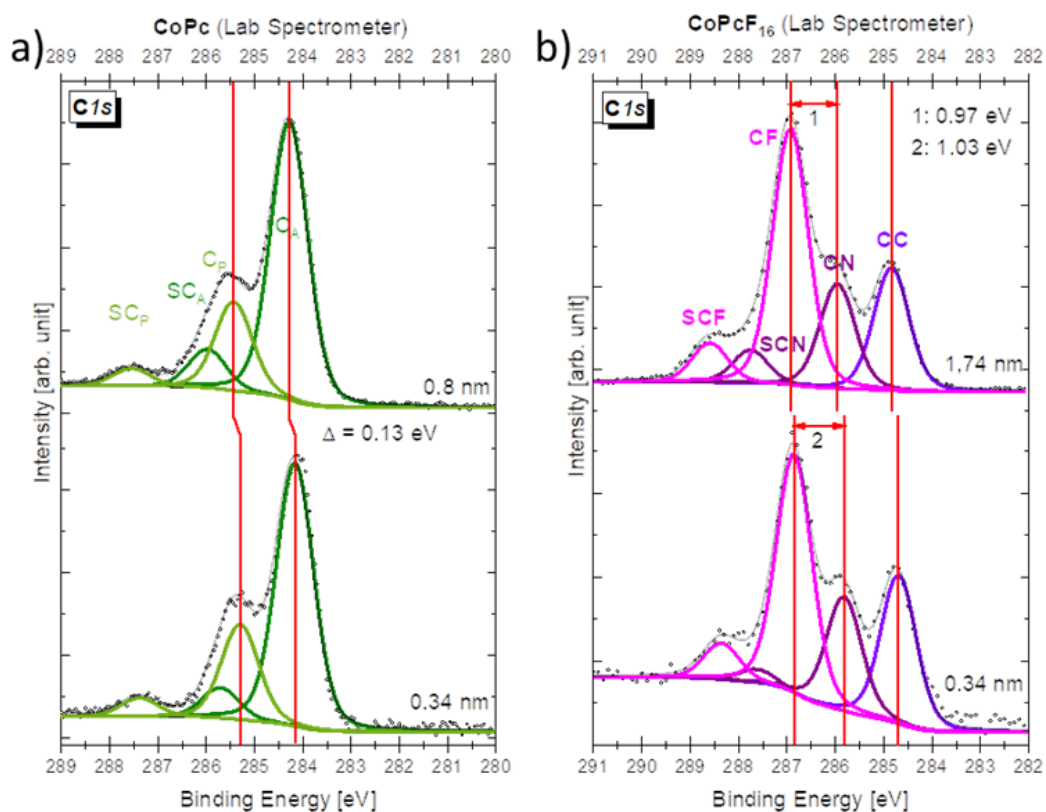 a)
CoPc (Lab Spectrometer)
289 288 287 286 285 284 283 282 281 280
C1s
Intensity [arb. unit]
SC_P
SC_A
C_P
C_A
0.8 nm
Δ = 0.13 eV
0.34 nm
289 288 287 286 285 284 283 282 281 280
Binding Energy [eV]
b)
CoPcF₁₆ (Lab Spectrometer)
291 290 289 288 287 286 285 284 283 282
C1s
Intensity [arb. unit]
1
1: 0.97 eV
2: 1.03 eV
CF
CN
CC
SCF
SCN
1,74 nm
2
0.34 nm
291 290 289 288 287 286 285 284 283 282
Binding Energy [eV]